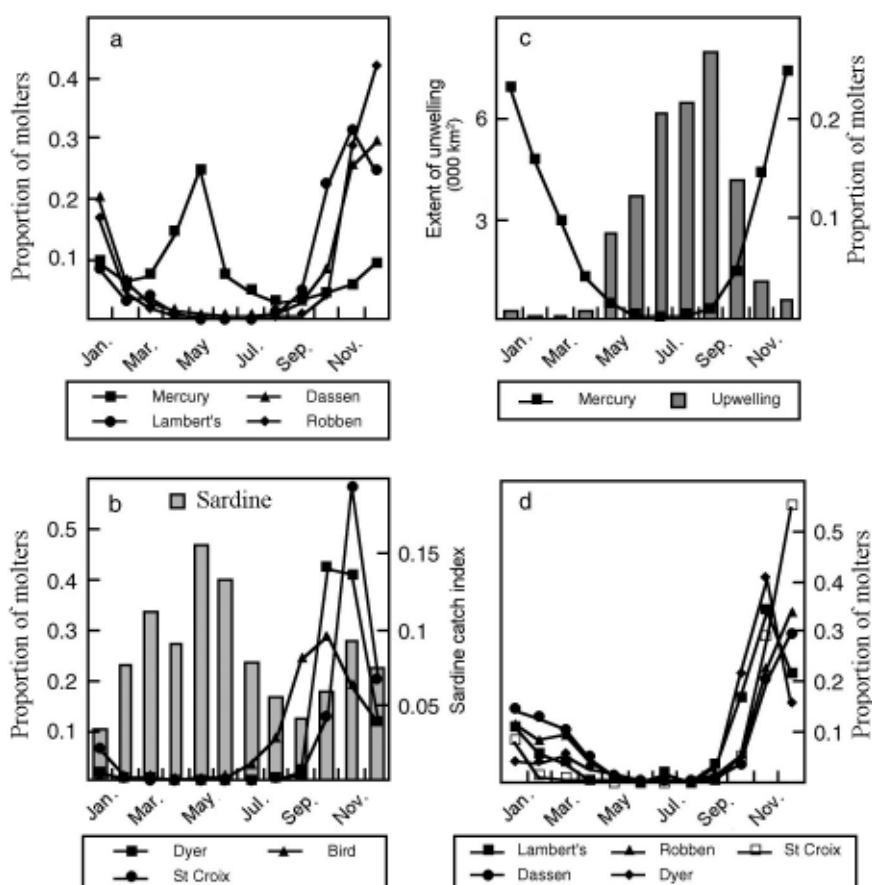 a
Proportion of molters
0.4
0.3
0.2
0.1
Jan. Mar. May Jul. Sep. Nov.
Mercury Dassen
Lambert's Robben
c
Extent of unwelling
(000 km²)
6
3
Proportion of molters
0.2
0.1
Jan. Mar. May Jul. Sep. Nov.
Mercury Upwelling
b
Sardine
Proportion of molters
0.5
0.4
0.3
0.2
0.1
Sardine catch index
0.15
0.1
0.05
Jan. Mar. May Jul. Sep. Nov.
Dyer Bird
St Croix
d
Proportion of molters
0.5
0.4
0.3
0.2
0.1
Jan. Mar. May Jul. Sep. Nov.
Lambert's Robben St Croix
Dassen Dyer